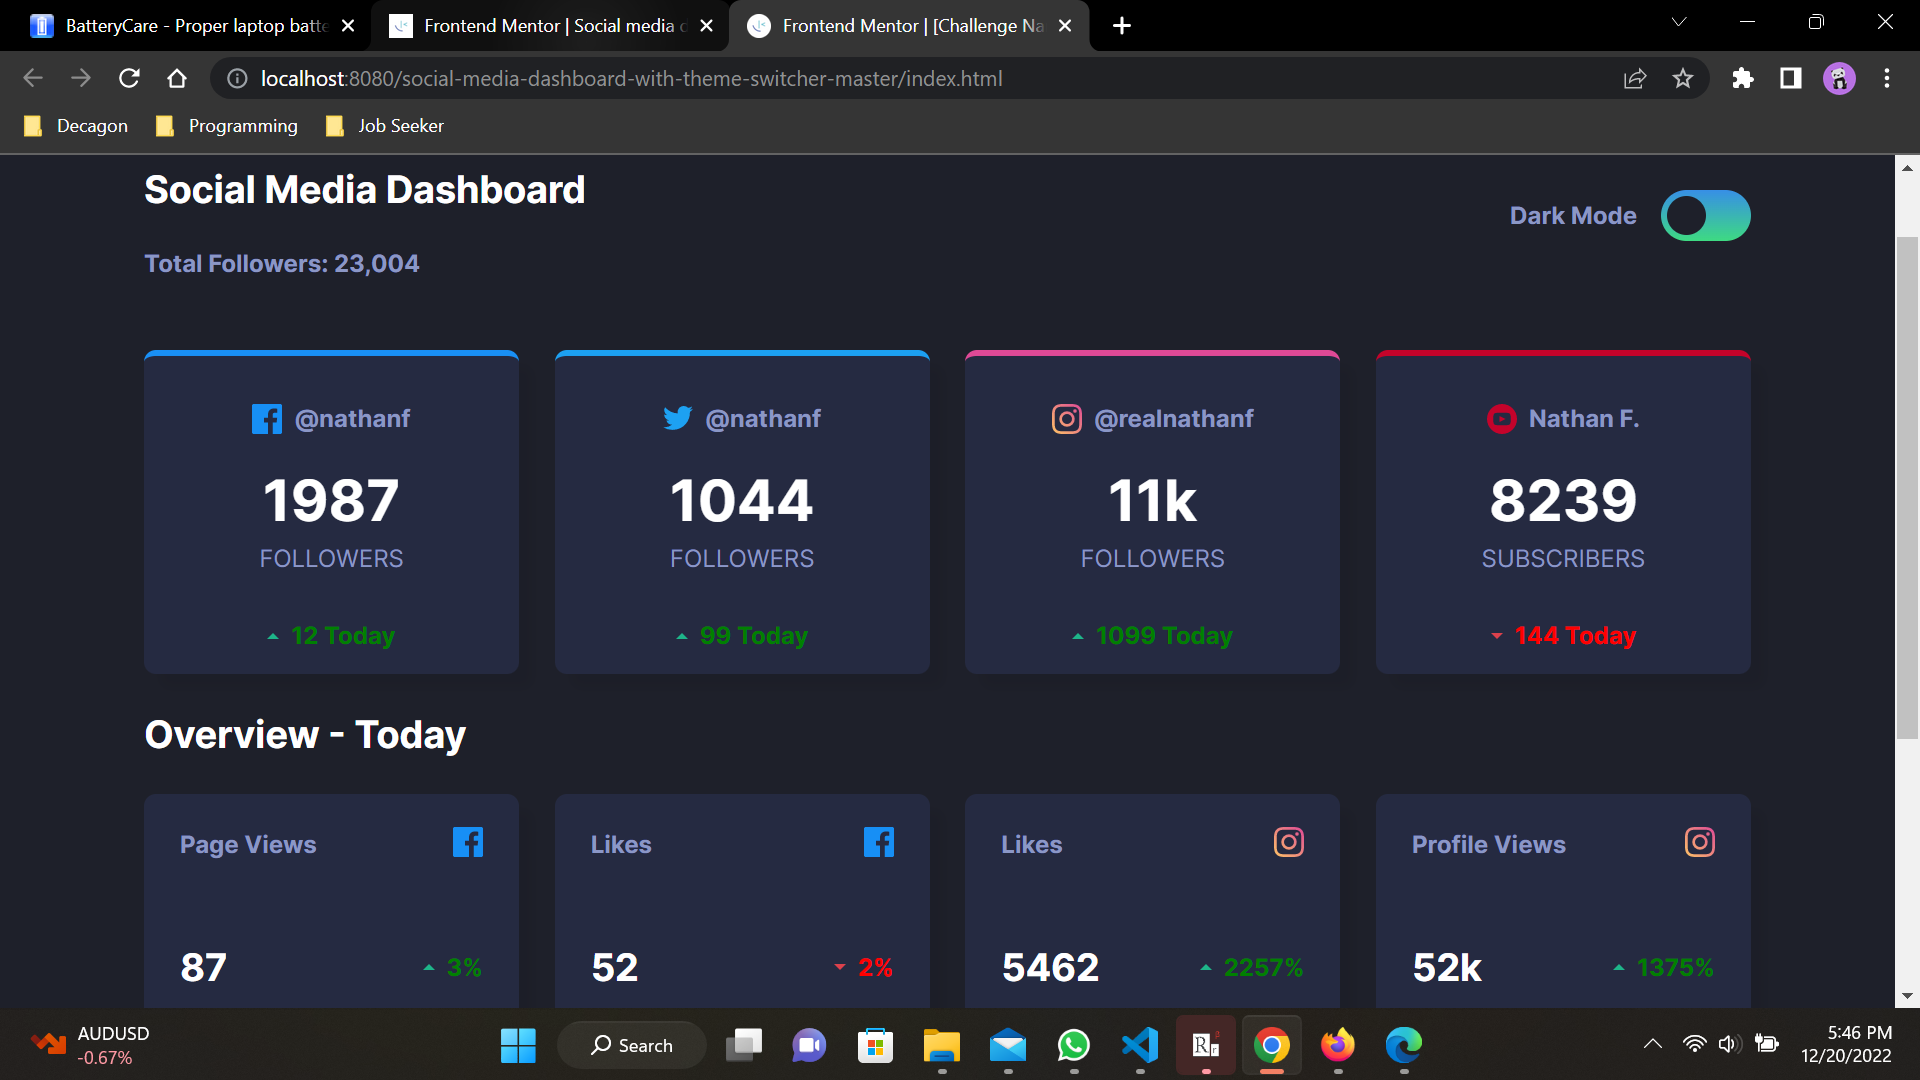 BatteryCare - Proper laptop batte
Frontend Mentor | Social media d
Frontend Mentor | [Challenge Na
localhost:8080/social-media-dashboard-with-theme-switcher-master/index.html
Decagon
Programming
Job Seeker
Social Media Dashboard
Dark Mode
Total Followers: 23,004
@nathanf
@nathanf
@realnathanf
Nathan F.
1987
1044
11k
8239
FOLLOWERS
FOLLOWERS
FOLLOWERS
SUBSCRIBERS
12 Today
99 Today
1099 Today
144 Today
Overview - Today
Page Views
Likes
Likes
Profile Views
87
3%
52
2%
5462
2257%
52k
1375%
AUDUSD
-0.67%
Search
5:46 PM
12/20/2022